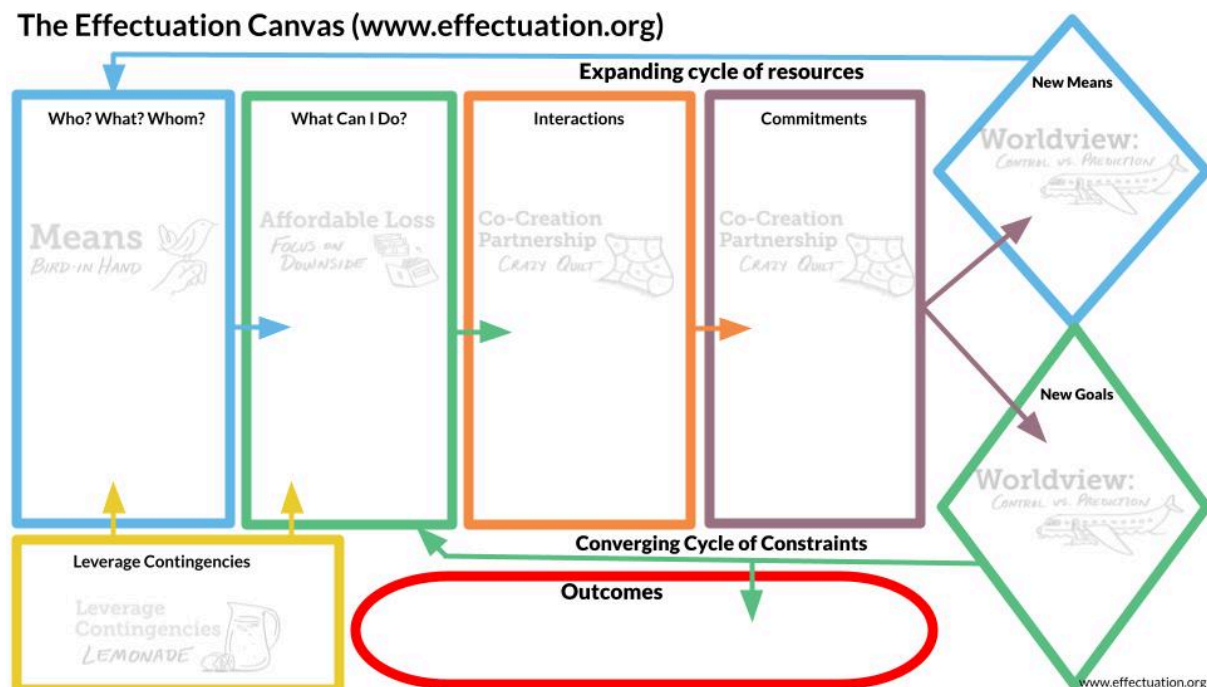 The Effectuation Canvas (www.effectuation.org)
Expanding cycle of resources
Who? What? Whom?
Means
BIRD-IN HAND
What Can I Do?
Affordable Loss
FOCUS ON
DOWNSIDE
Interactions
Co-Creation
Partnership
CRAZY QUILT
Commitments
Co-Creation
Partnership
CRAZY QUILT
New Means
Worldview:
CONTROL VS. PREDICTION
New Goals
Worldview:
CONTROL VS. PREDICTION
Leverage Contingencies
Leverage
Contingencies
LEMONADE
Converging Cycle of Constraints
Outcomes
www.effectuation.org